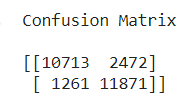 Confusion Matrix
[[10713  2472]
 [ 1261 11871]]